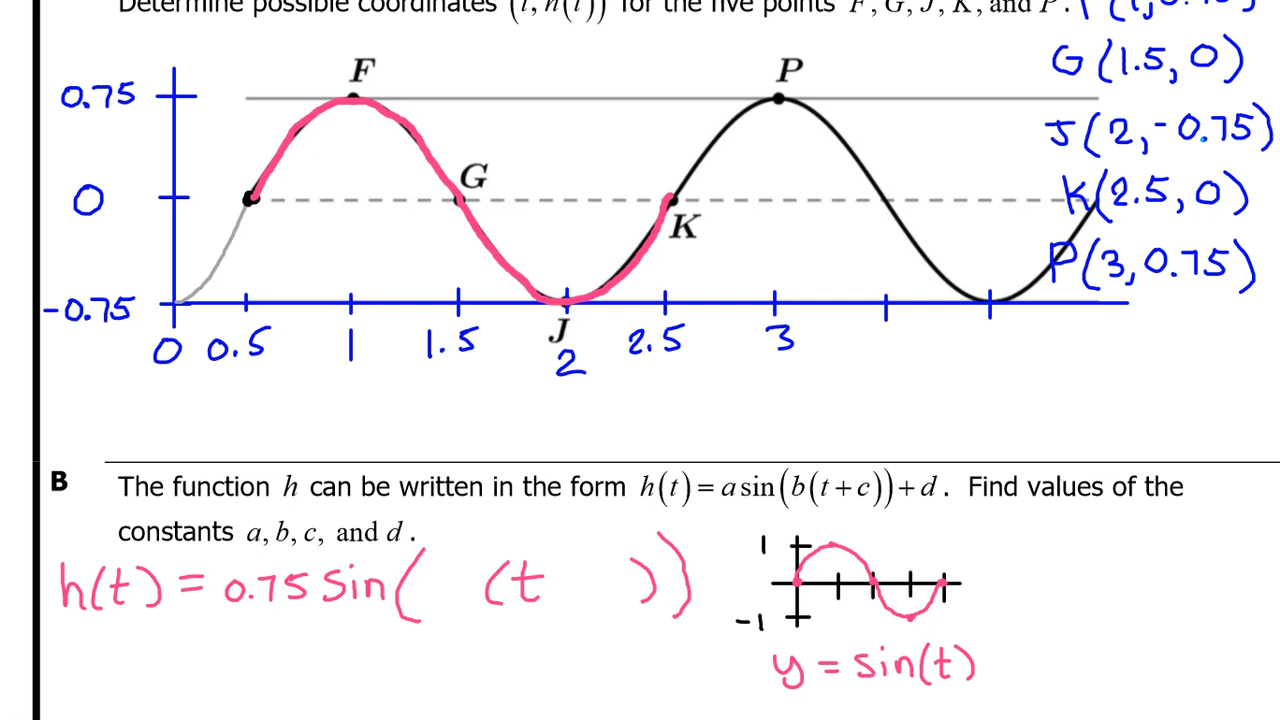 Determine possible coordinates (t, h(t)) for the five points F, G, J, K, and P.
F P
0.75 G(1.5, 0)
J(2, -0.75)
G
0 K(2.5, 0)
K
P(3, 0.75)
-0.75
J
0 0.5 1 1.5 2 2.5 3
B The function h can be written in the form h(t) = a sin(b(t+c))+d. Find values of the
constants a, b, c, and d.
1
h(t) = 0.75 sin( (t ))
-1
y = sin(t)